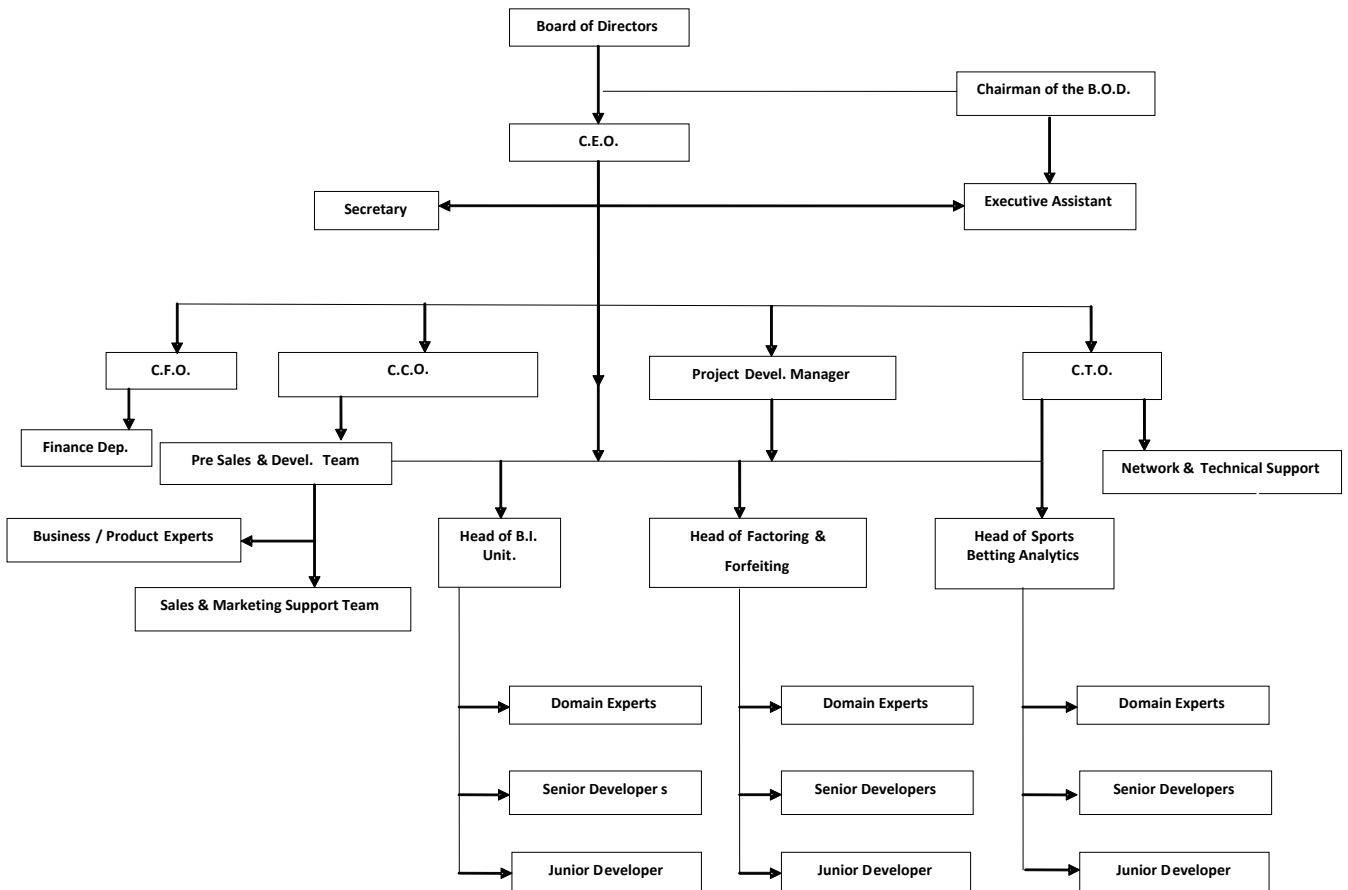 Board of Directors
Chairman of the B.O.D.
C.E.O.
Secretary
Executive Assistant
C.F.O.
C.C.O.
Project Devel. Manager
C.T.O.
Finance Dep.
Pre Sales & Devel. Team
Network & Technical Support
Business / Product Experts
Head of B.I.
Unit.
Head of Factoring &
Forfeiting
Head of Sports
Betting Analytics
Sales & Marketing Support Team
Domain Experts
Domain Experts
Domain Experts
Senior Developer s
Senior Developers
Senior Developers
Junior Developer
Junior Developer
Junior Developer